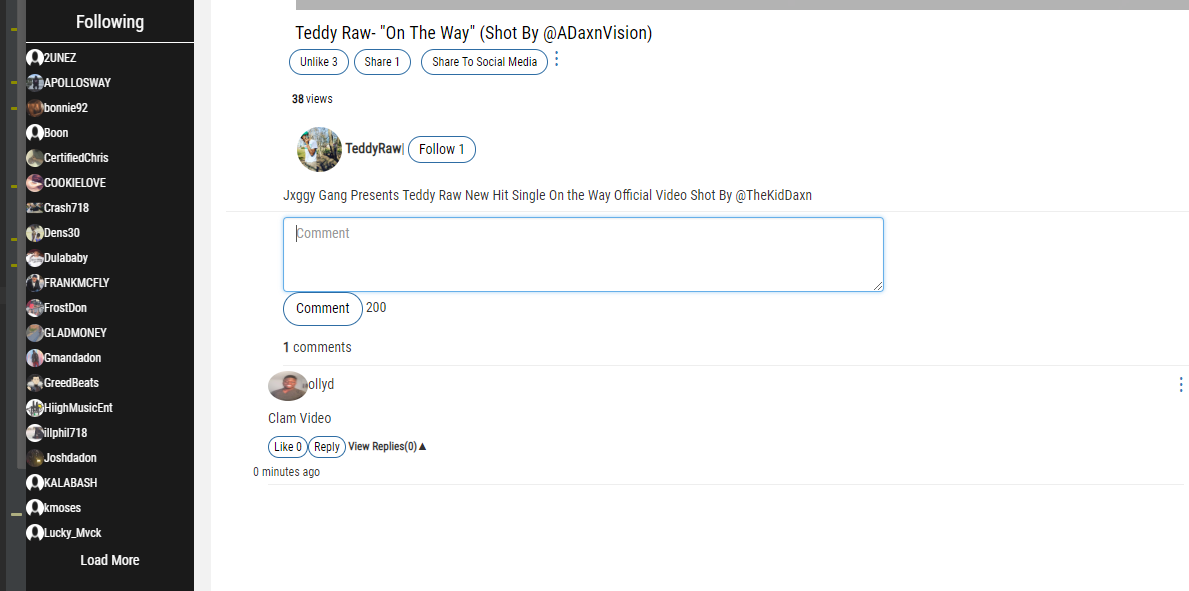 Following
2UNEZ
APOLLOSWAY
bonnie92
Boon
CertifiedChris
COOKIELOVE
Crash718
Dens30
Dulababy
FRANKMCFLY
FrostDon
GLADMONEY
Gmandadon
GreedBeats
HiighMusicEnt
illphil718
Joshdadon
KALABASH
kmoses
Lucky_Mvck
Load More
Teddy Raw- "On The Way" (Shot By @ADaxnVision)
Unlike 3 Share 1 Share To Social Media
38 views
TeddyRaw| Follow 1
Jxggy Gang Presents Teddy Raw New Hit Single On the Way Official Video Shot By @TheKidDaxn
Comment
Comment 200
1 comments
ollyd
Clam Video
Like 0 Reply View Replies(0)▲
0 minutes ago